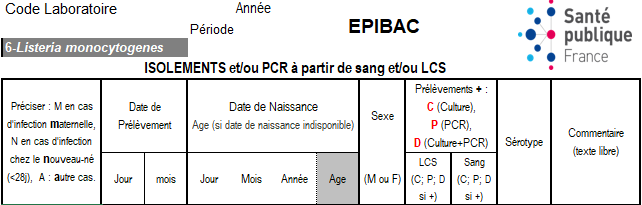 Code Laboratoire
Année
Période
EPIBAC
Santé
publique
France
6-Listeria monocytogenes
ISOLEMENTS et/ou PCR à partir de sang et/ou LCS
Préciser : M en cas
d'infection maternelle,
N en cas d'infection
chez le nouveau-né
(<28j), A : autre cas.
Date de
Prélèvement
Jour
mois
Date de Naissance
Age (si date de naissance indisponible)
Jour
Mois
Année
Age
Sexe
(M ou F)
Prélèvements + :
C (Culture),
P (PCR),
D (Culture+PCR)
LCS
(C; P; D
si +)
Sang
(C; P; D
si +)
Sérotype
Commentaire
(texte libre)